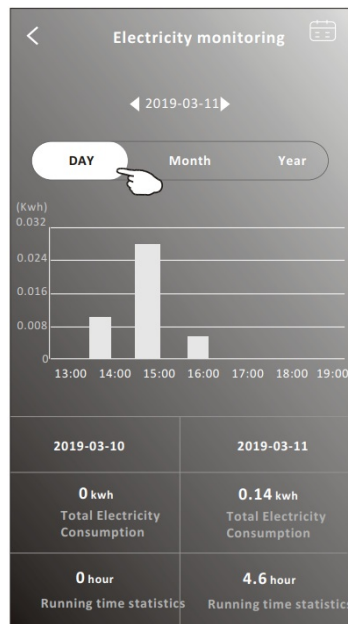 Electricity monitoring
2019-03-11
DAY Month Year
(Kwh)
0.032
0.024
0.016
0.008
0
13:00 14:00 15:00 16:00 17:00 18:00 19:00
2019-03-10 2019-03-11
0 kwh 0.14 kwh
Total Electricity Total Electricity
Consumption Consumption
0 hour 4.6 hour
Running time statistics Running time statistics